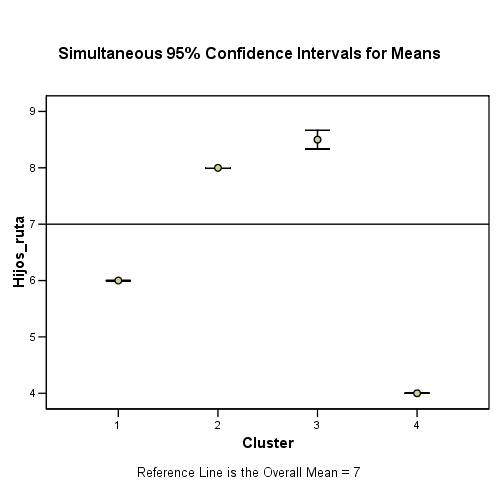 Simultaneous 95% Confidence Intervals for Means
9
8
7
6
5
4
Hijos_ruta
1 2 3 4
Cluster
Reference Line is the Overall Mean = 7